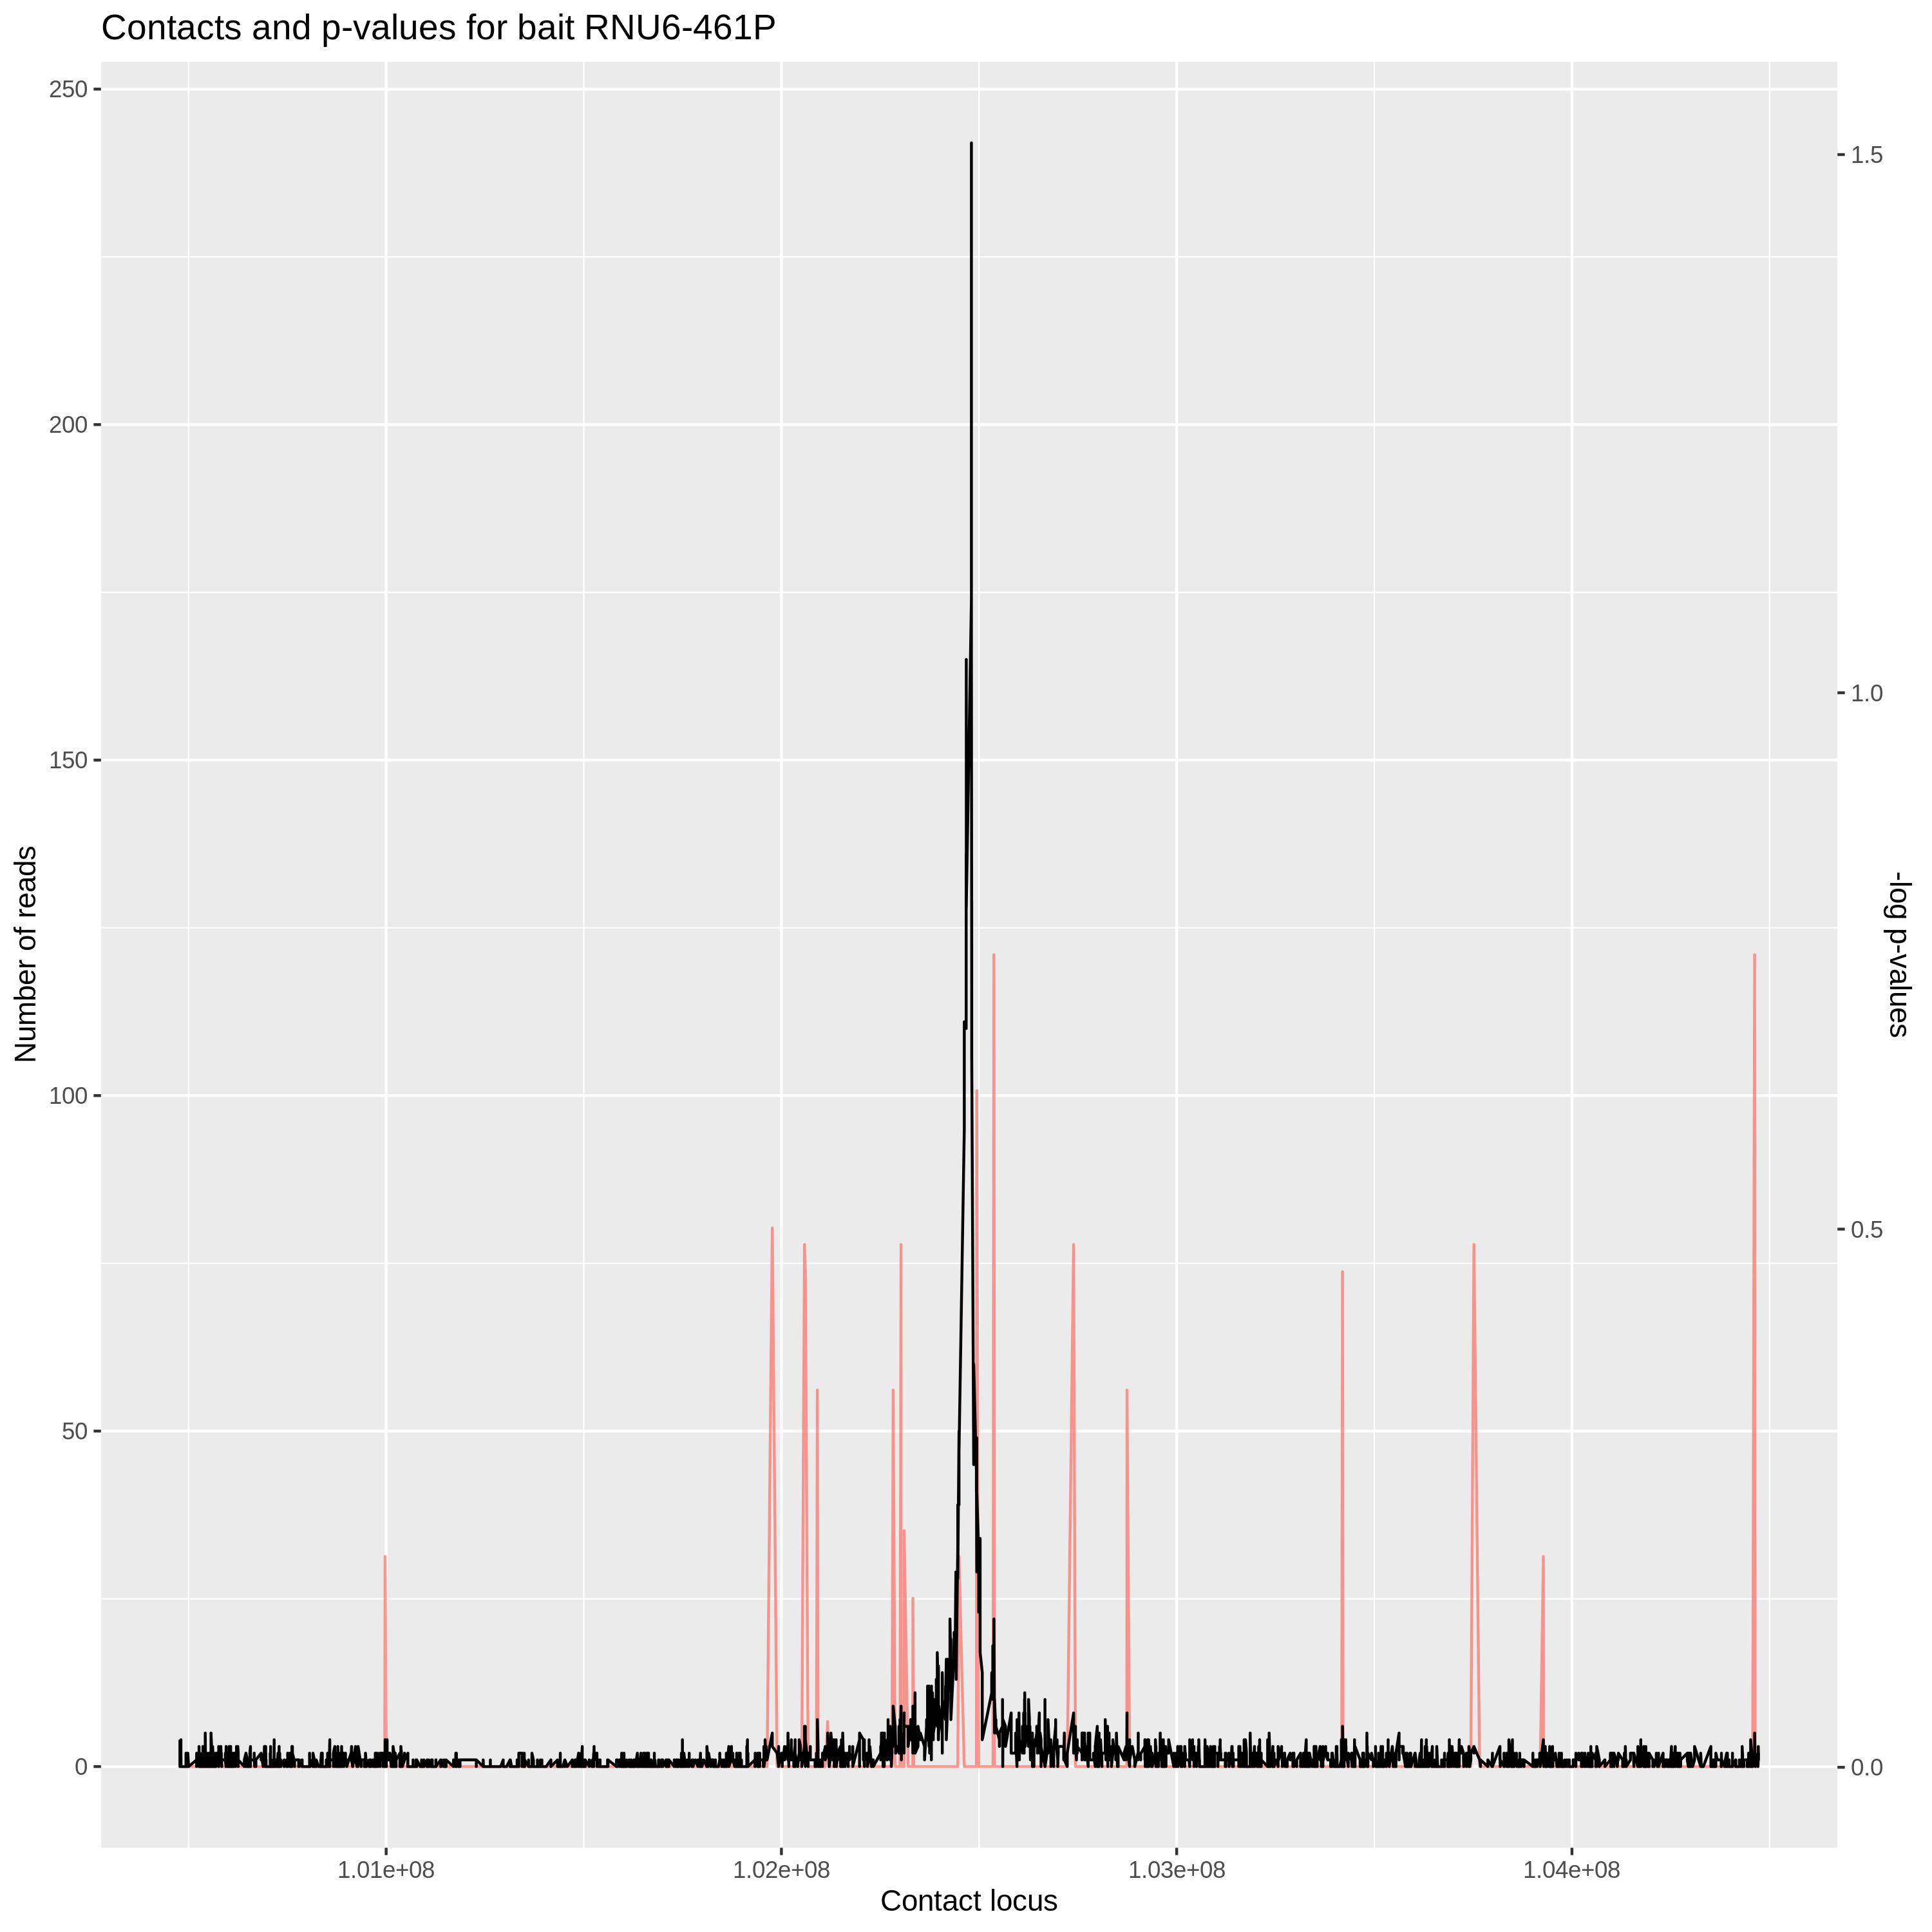 Contacts and p-values for bait RNU6-461P
250
200
150
100
50
0
Number of reads
1.5
1.0
0.5
0.0
-log p-values
1.01e+08
1.02e+08
1.03e+08
1.04e+08
Contact locus